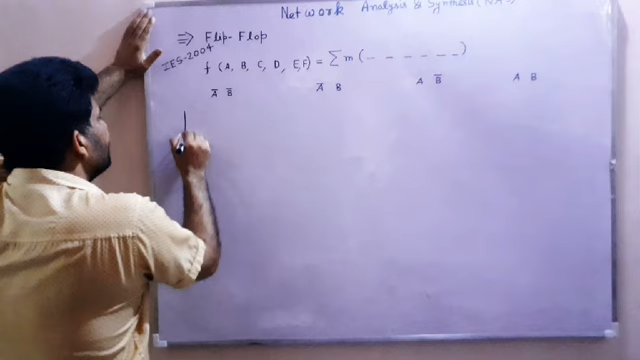 Network Analysis & Synthesis (NAS)
⇒ Flip-Flop
IES-2004
f (A, B, C, D, E, F) = Σ m (– – – – – –)
A̅ B̅ A̅ B A B̅ A B